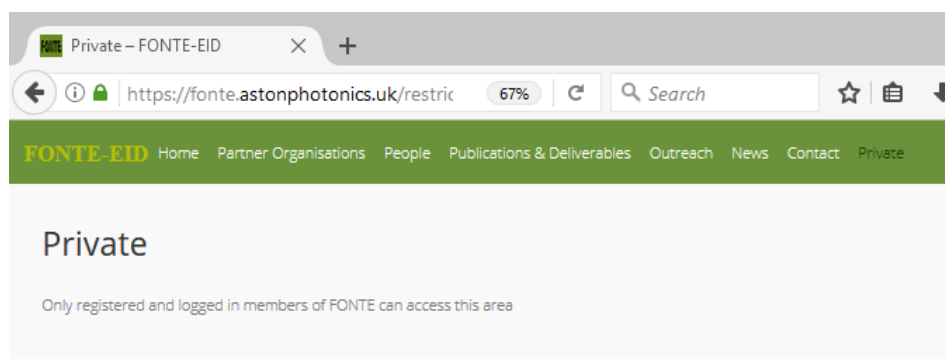 FONTE Private – FONTE-EID
https://fonte.astonphotonics.uk/restric 67% Search
FONTE-EID Home Partner Organisations People Publications & Deliverables Outreach News Contact Private
Private
Only registered and logged in members of FONTE can access this area